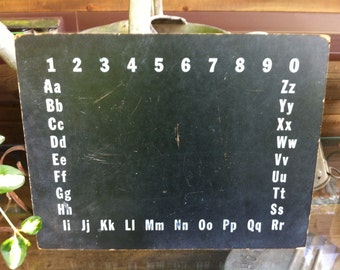 1 2 3 4 5 6 7 8 9 0
Aa Zz
Bb Yy
Cc Xx
Dd Ww
Ee Vv
Ff Uu
Gg Tt
Hh Ss
Ii Jj Kk Ll Mm Nn Oo Pp Qq Rr